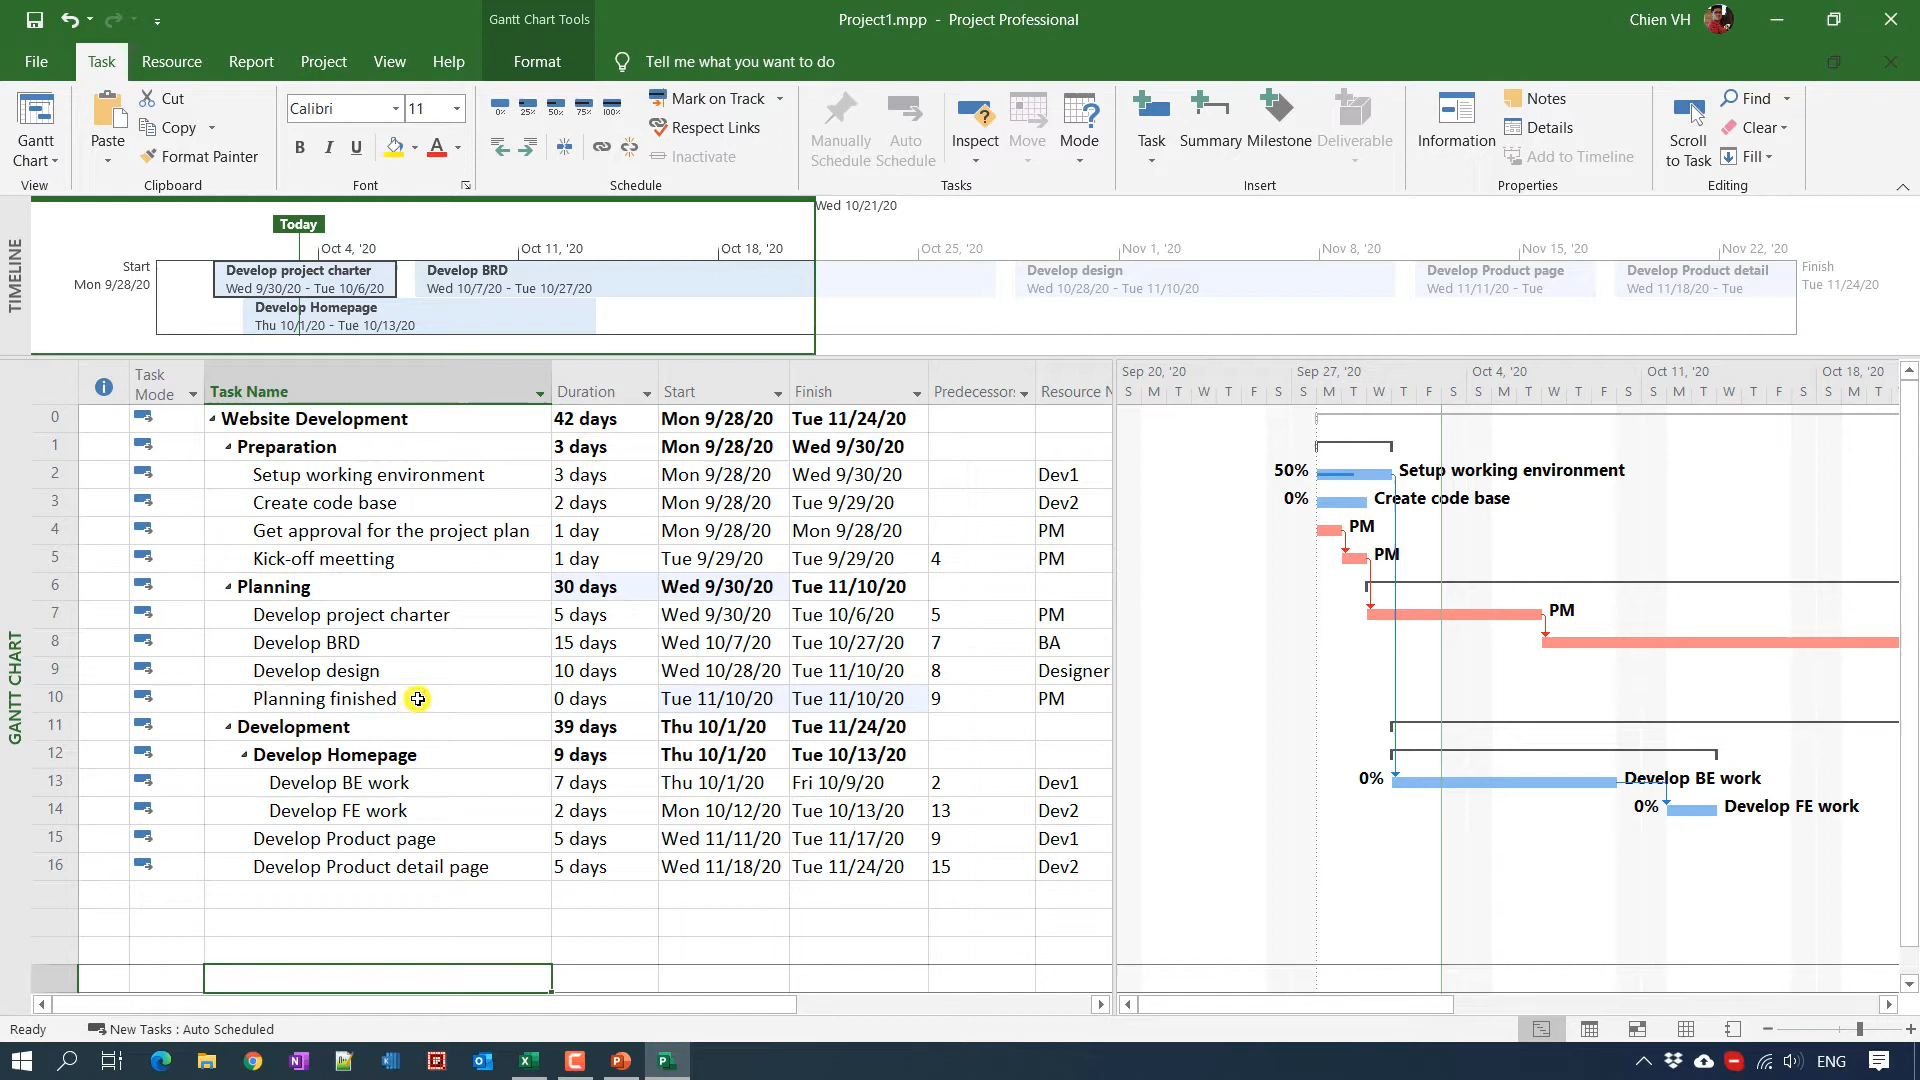 Gantt Chart Tools
Project1.mpp - Project Professional
Chien VH
File Task Resource Report Project View Help Format Tell me what you want to do
Gantt Chart
Paste
Cut
Copy
Format Painter
Calibri 11
B I U A
0% 25% 50% 75% 100%
Mark on Track
Respect Links
Inactivate
Manually Schedule
Auto Schedule
Inspect
Move
Mode
Task
Summary
Milestone
Deliverable
Information
Notes
Details
Add to Timeline
Scroll to Task
Find
Clear
Fill
View Clipboard Font Schedule Tasks Insert Properties Editing
TIMELINE
Wed 10/21/20
Today
Oct 4, '20 Oct 11, '20 Oct 18, '20 Oct 25, '20 Nov 1, '20 Nov 8, '20 Nov 15, '20 Nov 22, '20
Start
Mon 9/28/20
Develop project charter
Wed 9/30/20 - Tue 10/6/20
Develop BRD
Wed 10/7/20 - Tue 10/27/20
Develop design
Wed 10/28/20 - Tue 11/10/20
Develop Product page
Wed 11/11/20 - Tue
Develop Product detail
Wed 11/18/20 - Tue
Finish
Tue 11/24/20
Develop Homepage
Thu 10/1/20 - Tue 10/13/20
GANTT CHART
Task Mode Task Name Duration Start Finish Predecessors Resource N
0 Website Development 42 days Mon 9/28/20 Tue 11/24/20
1 Preparation 3 days Mon 9/28/20 Wed 9/30/20
2 Setup working environment 3 days Mon 9/28/20 Wed 9/30/20 Dev1
3 Create code base 2 days Mon 9/28/20 Tue 9/29/20 Dev2
4 Get approval for the project plan 1 day Mon 9/28/20 Mon 9/28/20 PM
5 Kick-off meetting 1 day Tue 9/29/20 Tue 9/29/20 4 PM
6 Planning 30 days Wed 9/30/20 Tue 11/10/20
7 Develop project charter 5 days Wed 9/30/20 Tue 10/6/20 5 PM
8 Develop BRD 15 days Wed 10/7/20 Tue 10/27/20 7 BA
9 Develop design 10 days Wed 10/28/20 Tue 11/10/20 8 Designer
10 Planning finished 0 days Tue 11/10/20 Tue 11/10/20 9 PM
11 Development 39 days Thu 10/1/20 Tue 11/24/20
12 Develop Homepage 9 days Thu 10/1/20 Tue 10/13/20
13 Develop BE work 7 days Thu 10/1/20 Fri 10/9/20 2 Dev1
14 Develop FE work 2 days Mon 10/12/20 Tue 10/13/20 13 Dev2
15 Develop Product page 5 days Wed 11/11/20 Tue 11/17/20 9 Dev1
16 Develop Product detail page 5 days Wed 11/18/20 Tue 11/24/20 15 Dev2
Sep 20, '20 Sep 27, '20 Oct 4, '20 Oct 11, '20 Oct 18, '20
S M T W T F S S M T W T F S S M T W T F S S M T W T F S S M T
50% Setup working environment
0% Create code base
PM
PM
PM
0% Develop BE work
0% Develop FE work
Ready New Tasks : Auto Scheduled
ENG